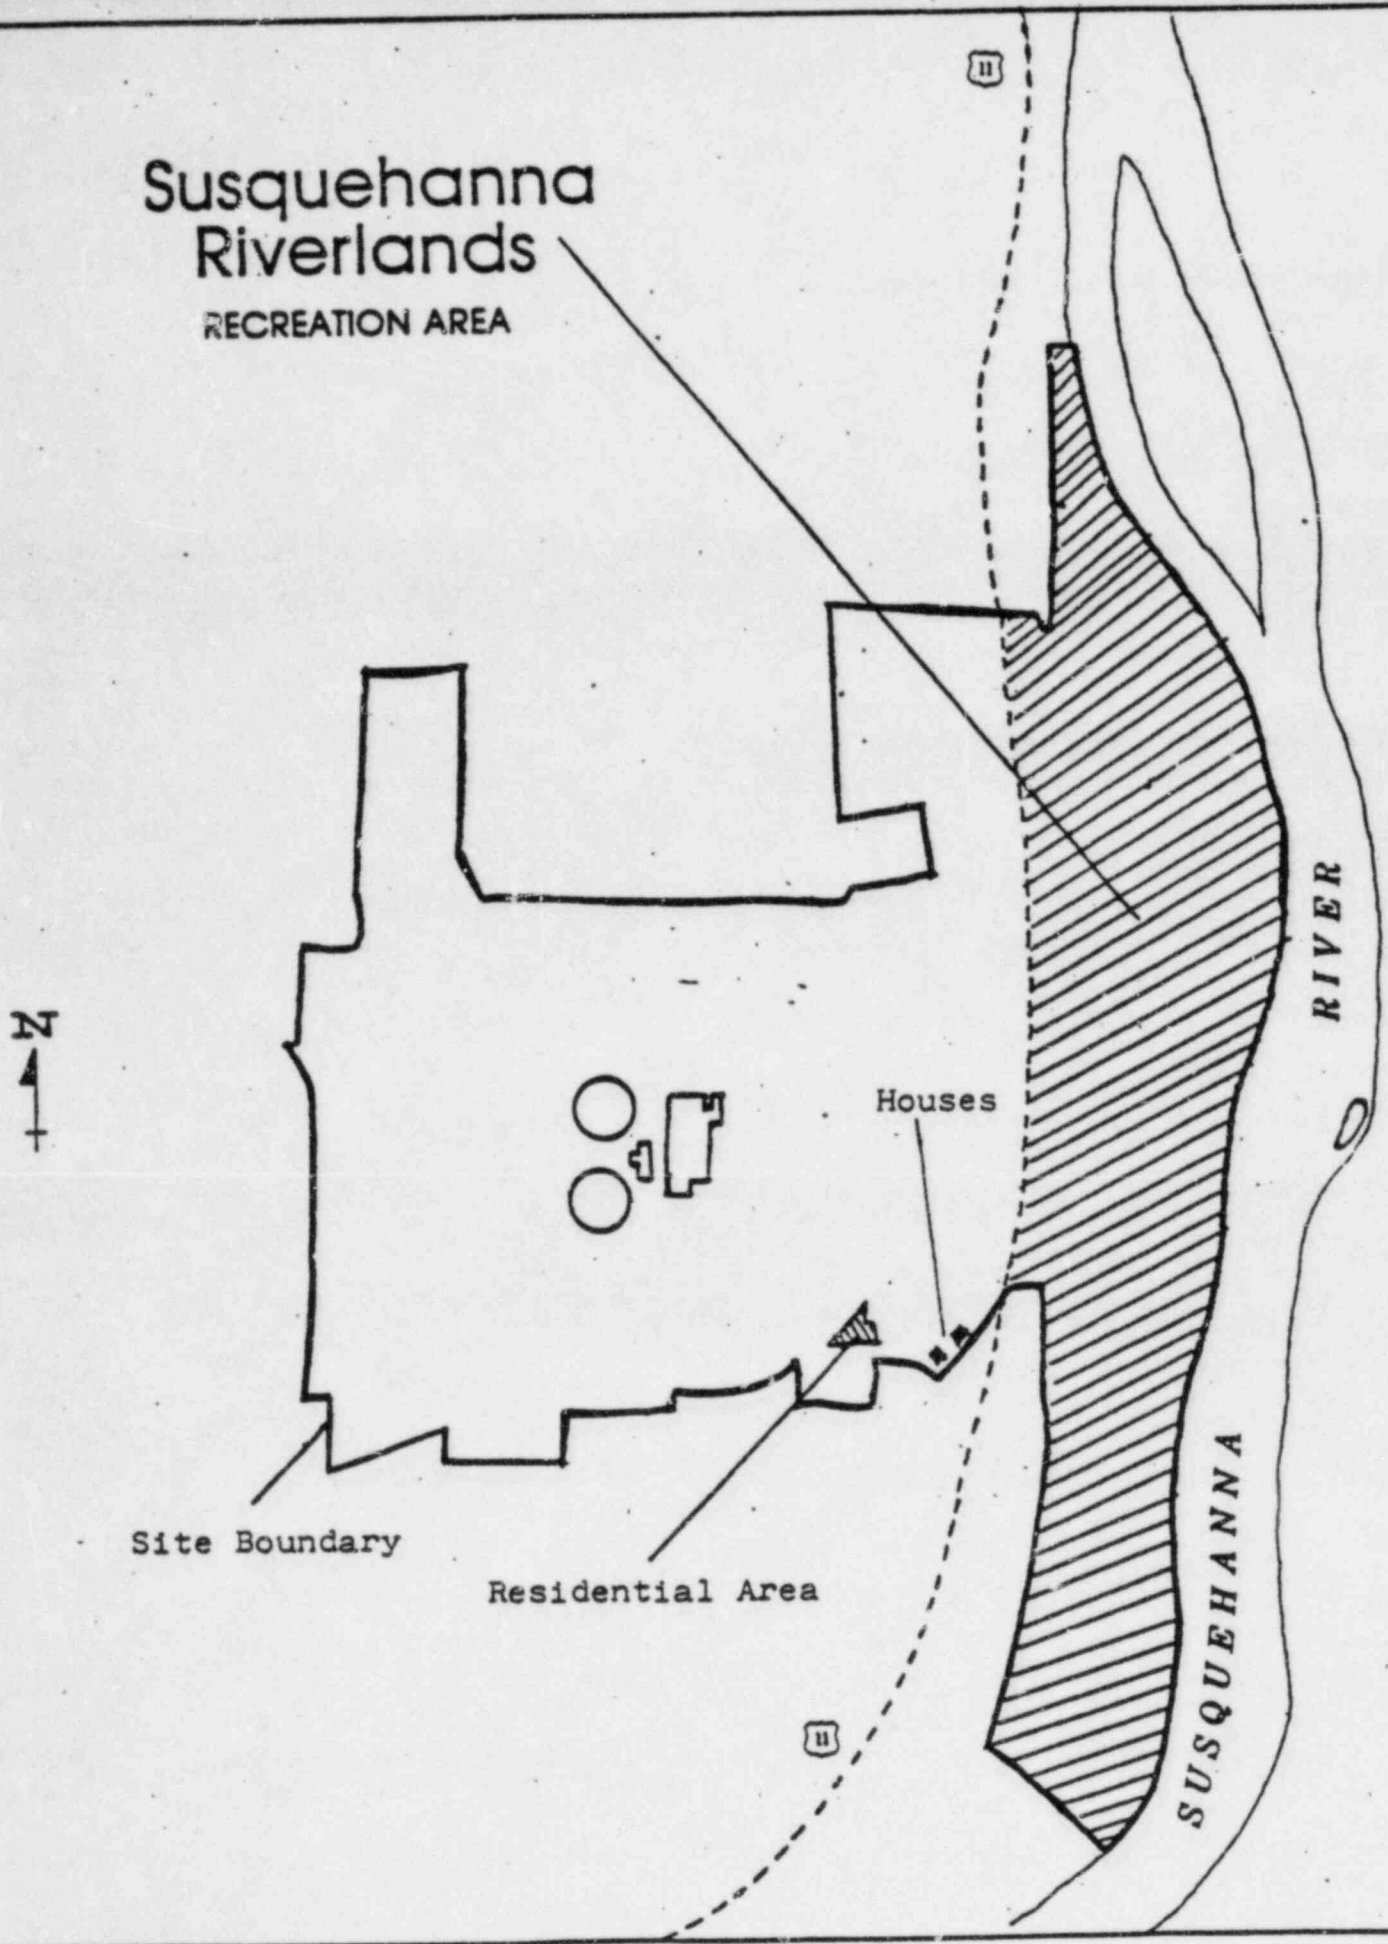 11
Susquehanna
Riverlands
RECREATION AREA
RIVER
N
Houses
Site Boundary
Residential Area
SUSQUEHANNA
11